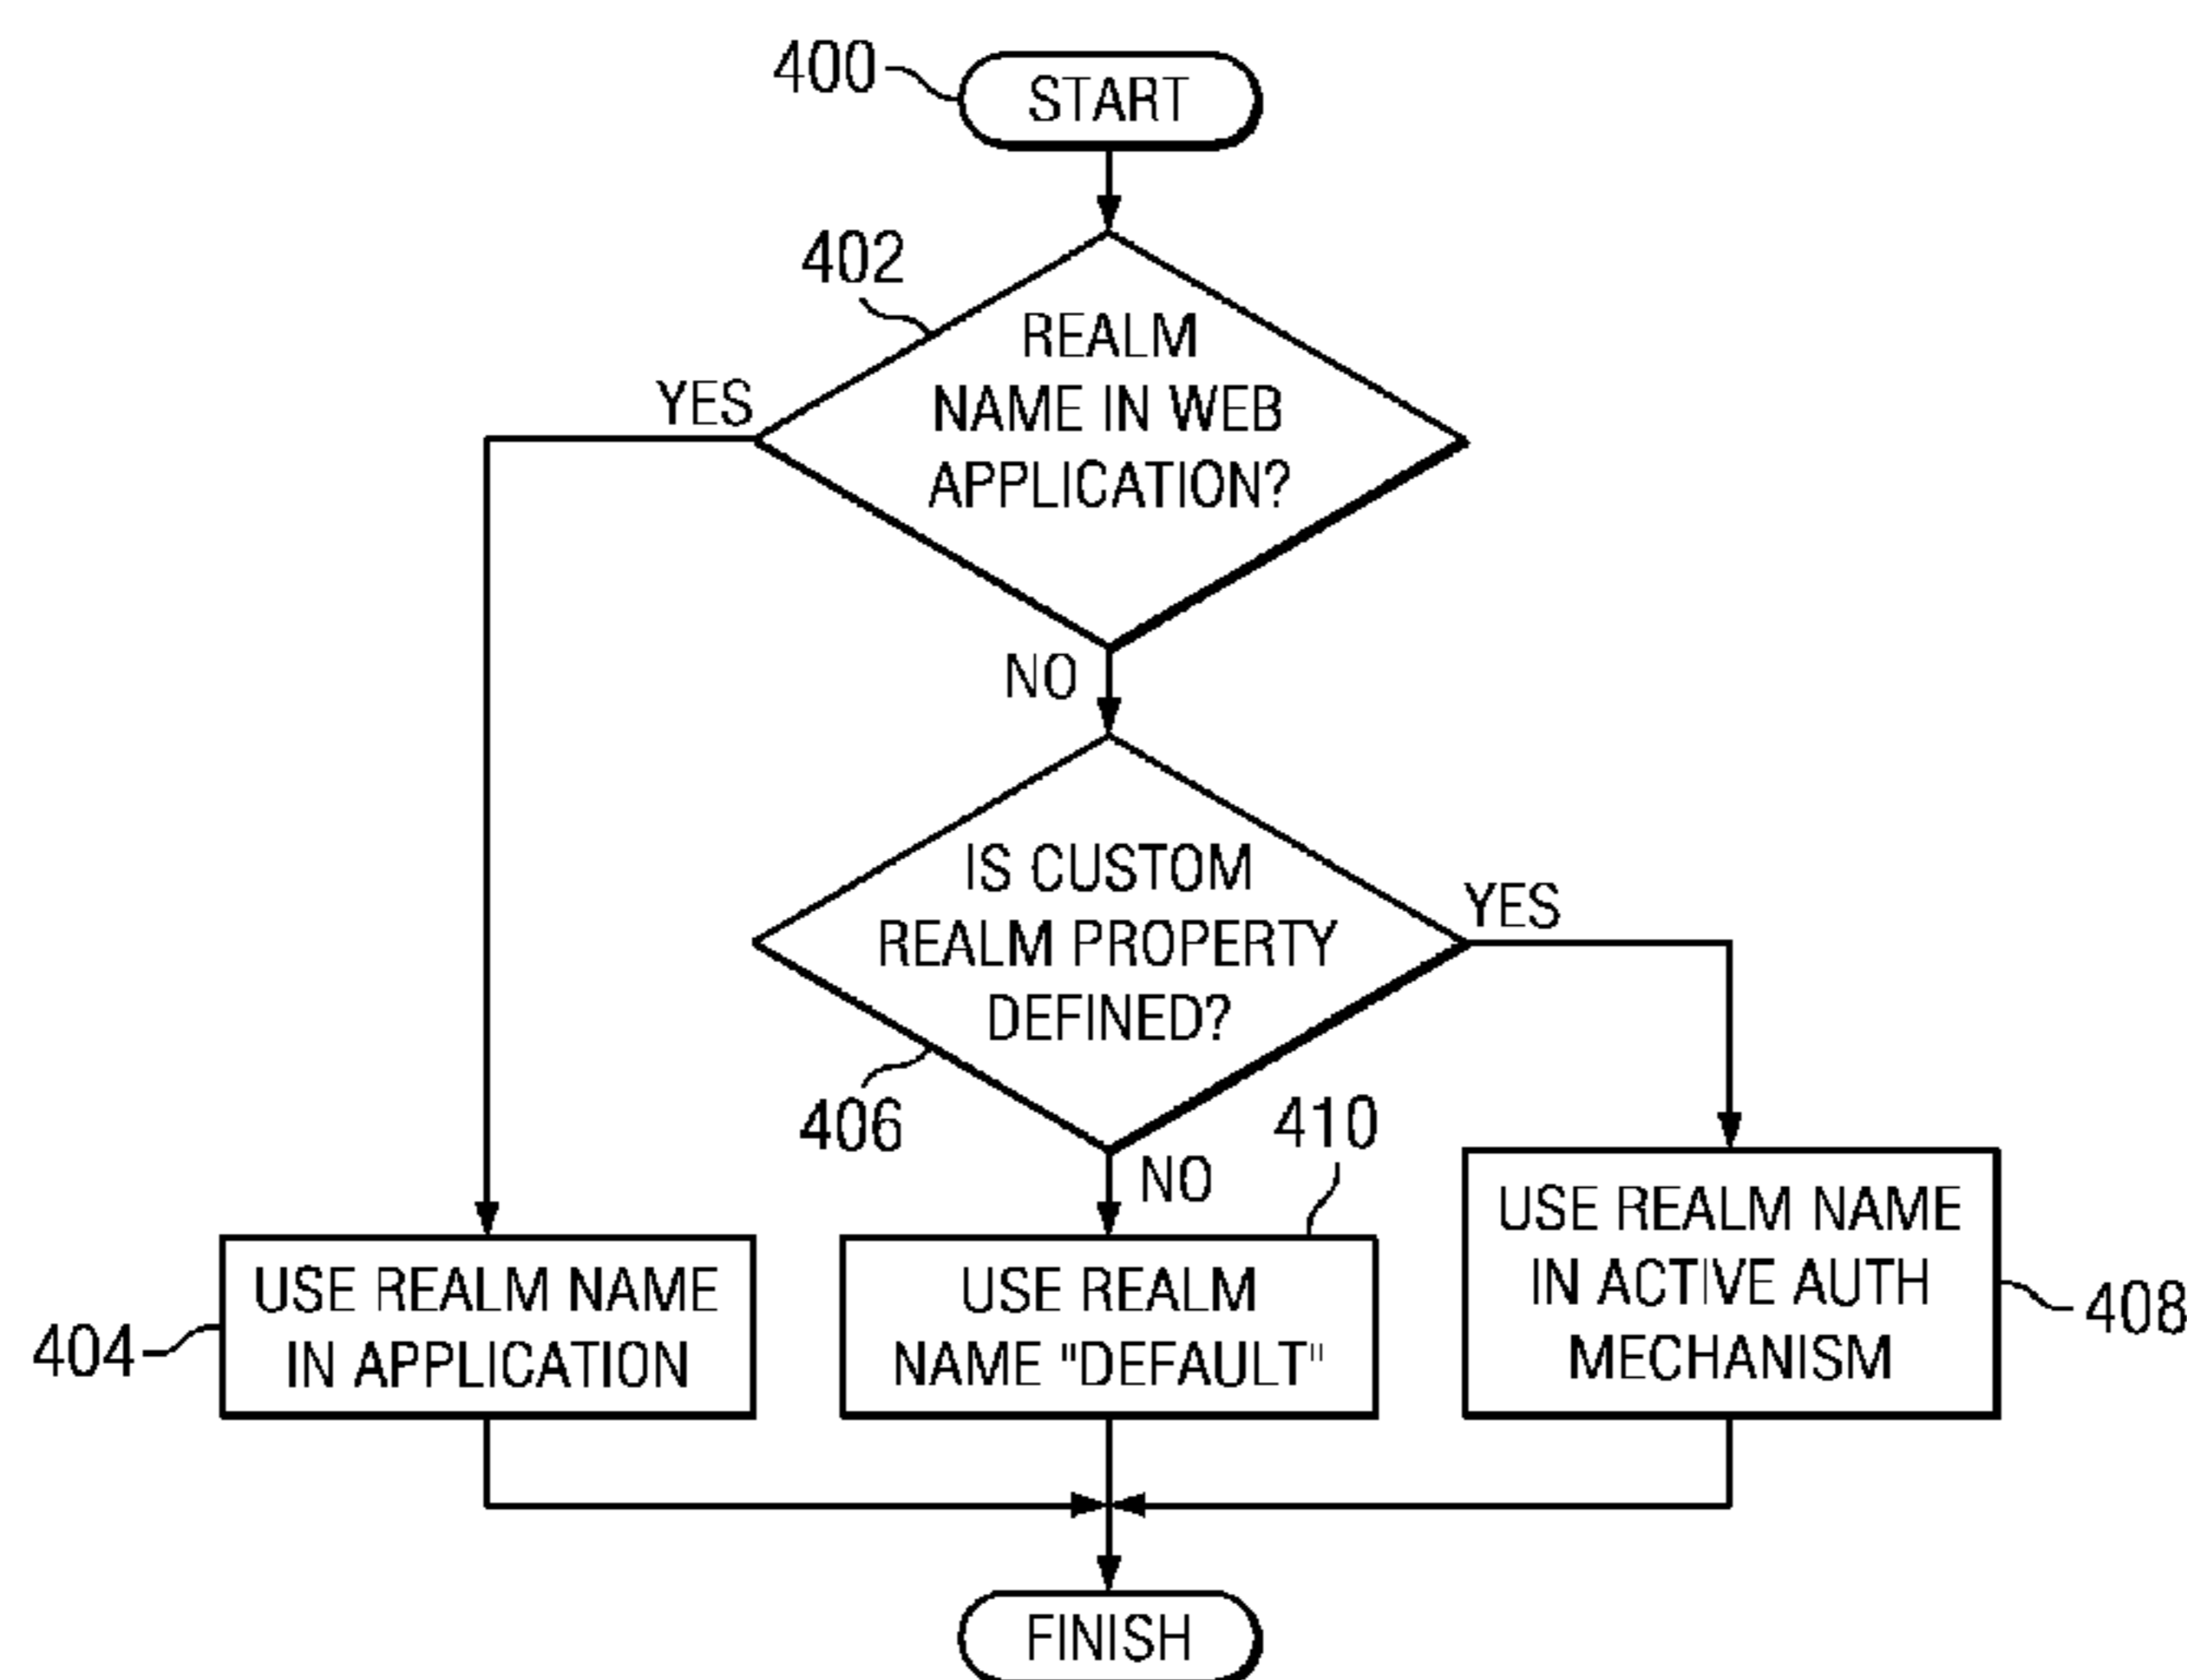 400
START
402
REALM
NAME IN WEB
APPLICATION?
YES
NO
IS CUSTOM
REALM PROPERTY
DEFINED?
YES
406
NO
410
USE REALM NAME
IN APPLICATION
404
USE REALM
NAME "DEFAULT"
USE REALM NAME
IN ACTIVE AUTH
MECHANISM
408
FINISH